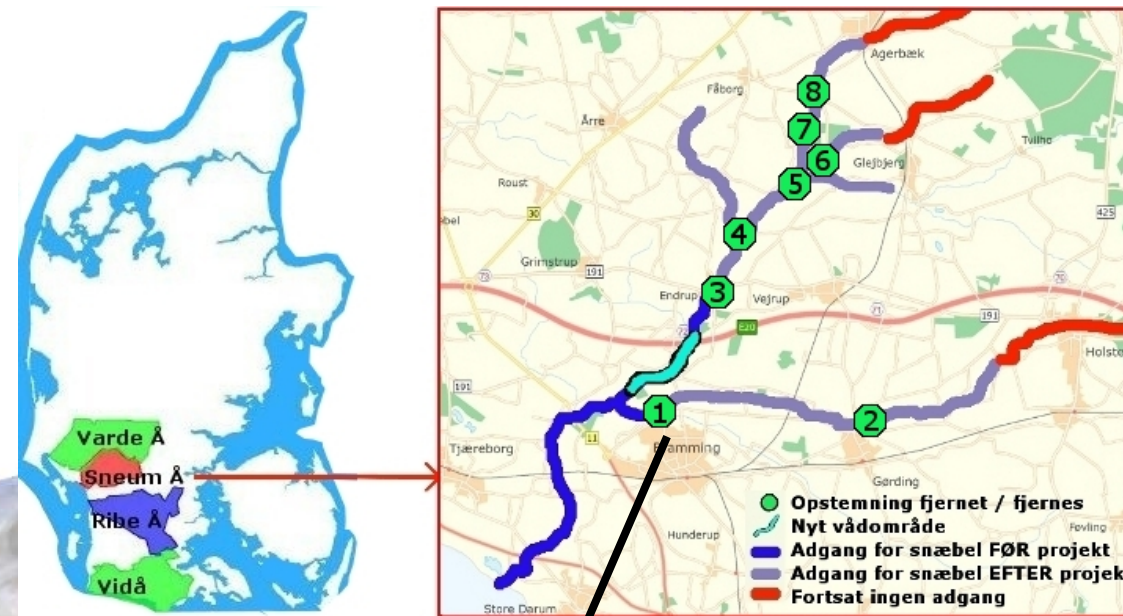 Varde Å
Sneum Å
Ribe Å
Vidå
Agerbæk
Fåborg
8
Årre
7
6
Glejbjerg
Tvilho
Roust
5
30
425
4
Grimstrup
191
3
Endrup
Vejrup
E20
191
Holste
191
1
2
11
Tjæreborg
Bramming
Gørding
Hunderup
Føvling
Store Darum
Opstemning fjernet / fjernes
Nyt vådområde
Adgang for snæbel FØR projekt
Adgang for snæbel EFTER projek
Fortsat ingen adgang